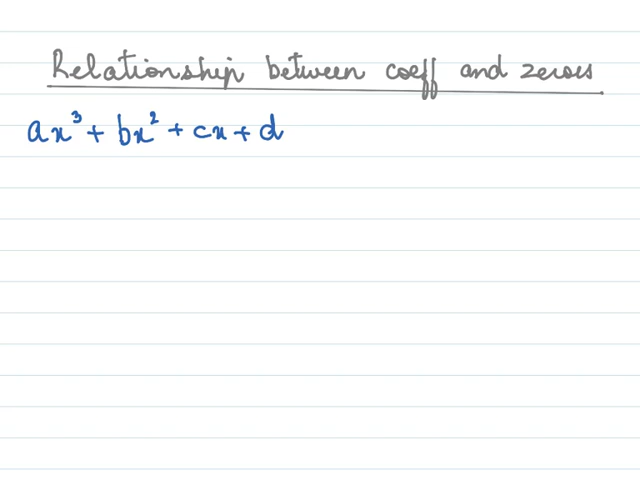 Relationship between coeff and zeroes
ax³ + bx² + cx + d